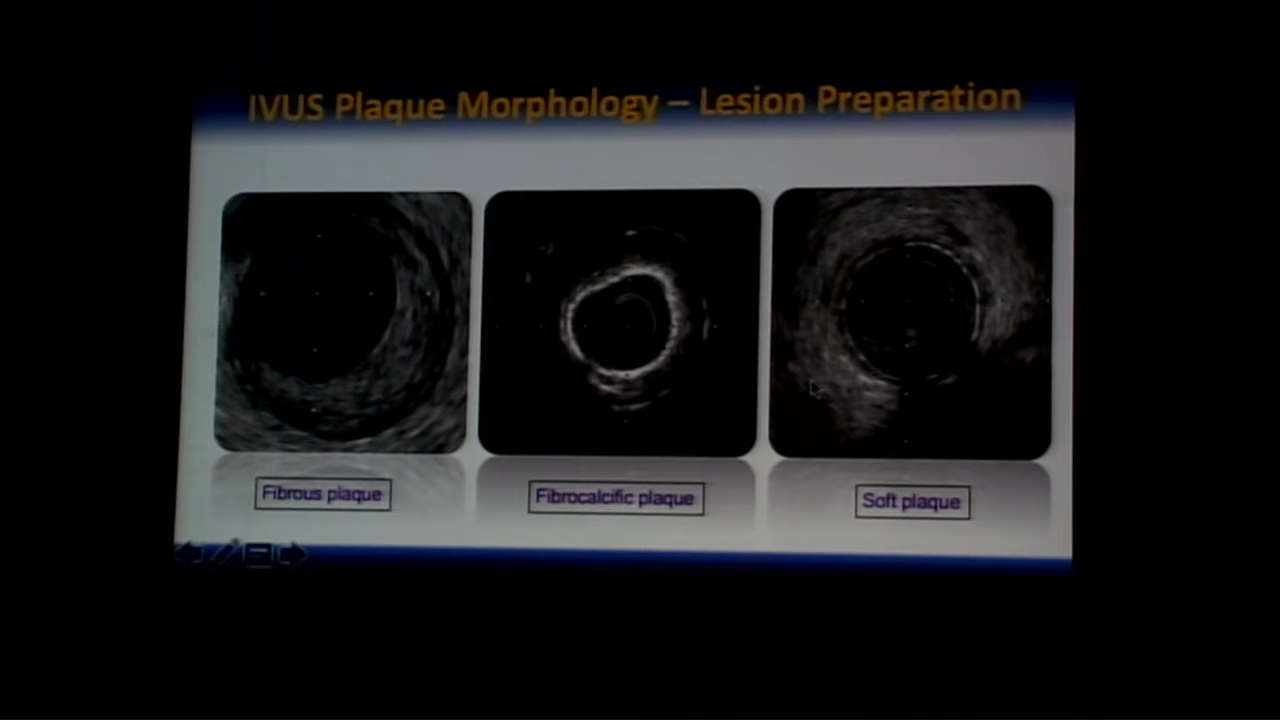 IVUS Plaque Morphology – Lesion Preparation
Fibrous plaque
Fibrocalcific plaque
Soft plaque